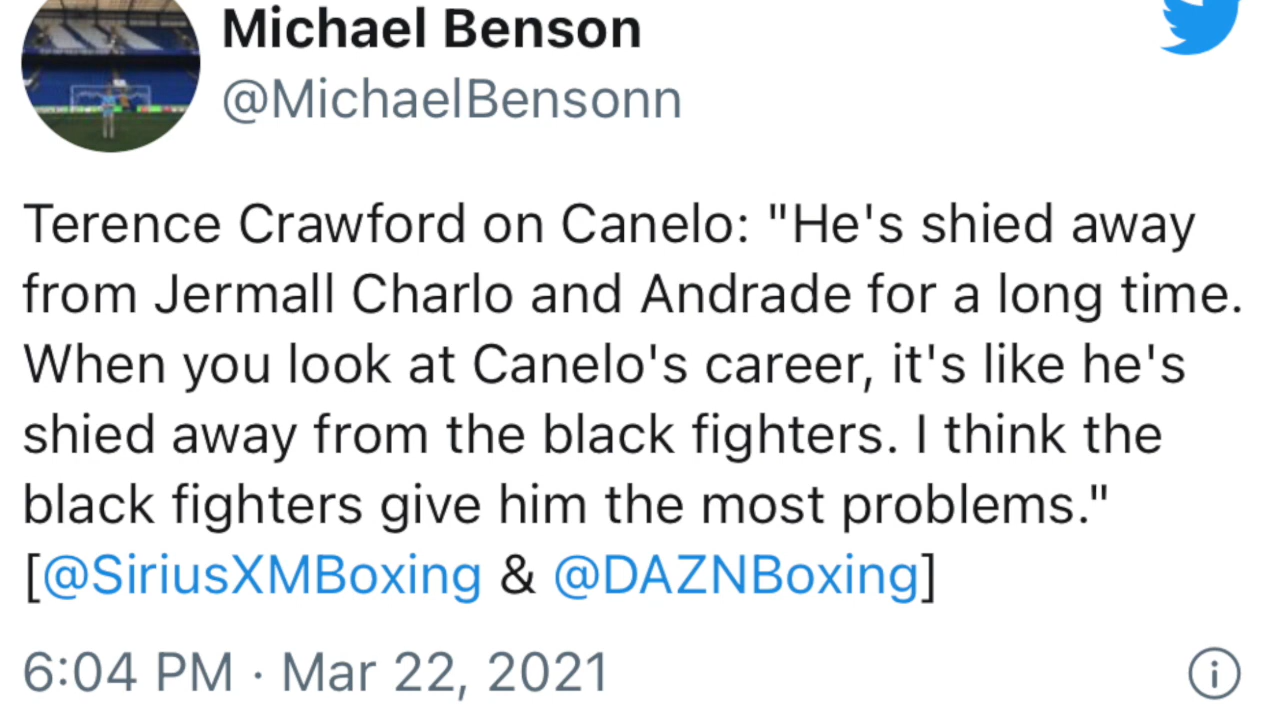 Michael Benson
@MichaelBensonn
Terence Crawford on Canelo: "He's shied away
from Jermall Charlo and Andrade for a long time.
When you look at Canelo's career, it's like he's
shied away from the black fighters. I think the
black fighters give him the most problems."
[@SiriusXMBoxing & @DAZNBoxing]
6:04 PM · Mar 22, 2021